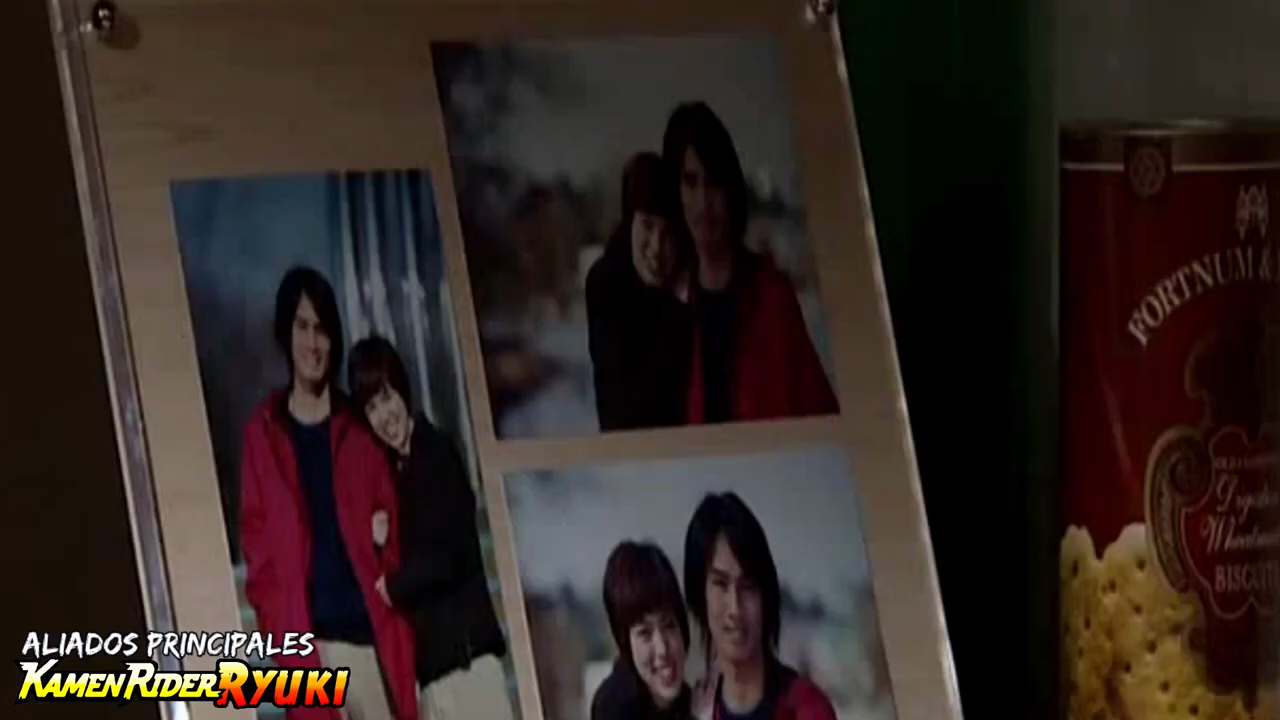 FORTNUM &
BISCUIT
ALIADOS PRINCIPALES
KAMEN RIDER RYUKI